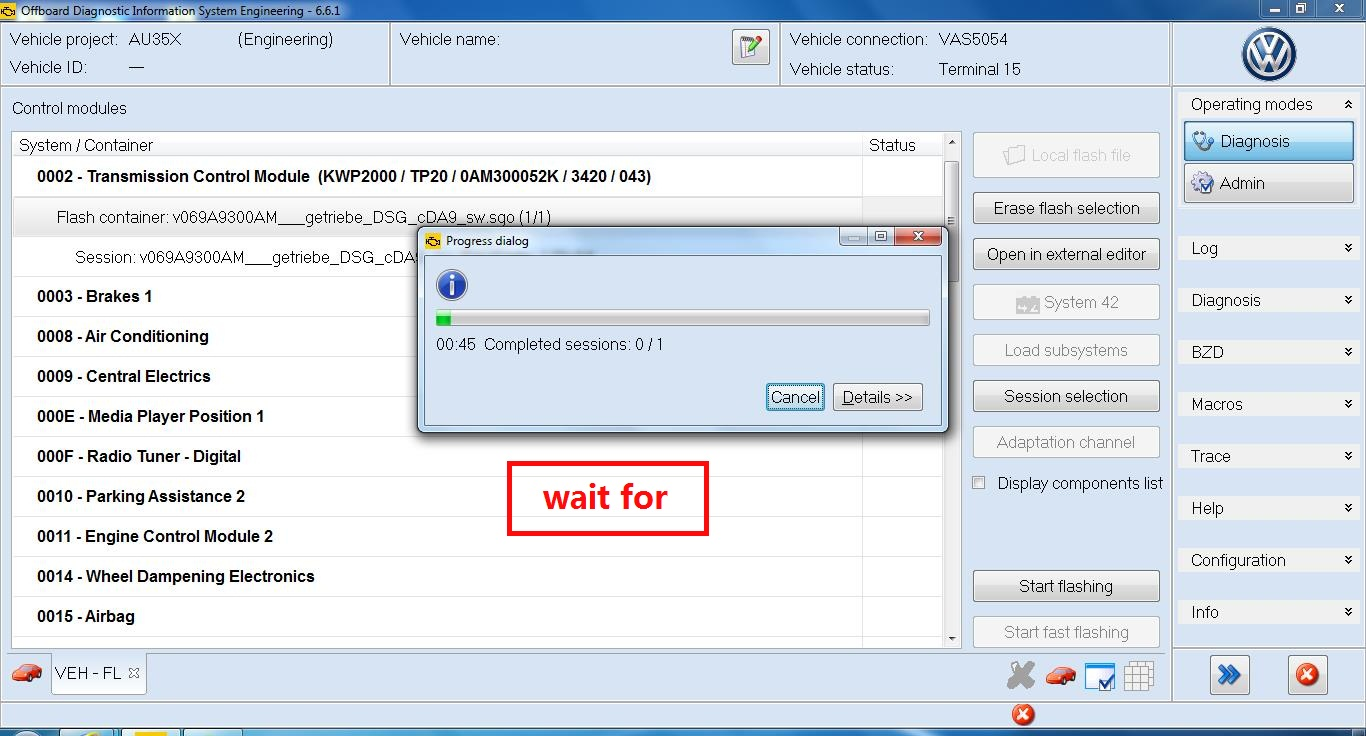 Offboard Diagnostic Information System Engineering - 6.6.1
Vehicle project: AU35X (Engineering)
Vehicle ID: —
Vehicle name:
Vehicle connection: VAS5054
Vehicle status: Terminal 15
Control modules
System / Container Status
0002 - Transmission Control Module (KWP2000 / TP20 / 0AM300052K / 3420 / 043)
Flash container: v069A9300AM___getriebe_DSG_cDA9_sw.sgo (1/1)
Session: v069A9300AM___getriebe_DSG_cDA9
0003 - Brakes 1
0008 - Air Conditioning
0009 - Central Electrics
000E - Media Player Position 1
000F - Radio Tuner - Digital
0010 - Parking Assistance 2
0011 - Engine Control Module 2
0014 - Wheel Dampening Electronics
0015 - Airbag
Progress dialog
00:45 Completed sessions: 0 / 1
Cancel
Details >>
wait for
Local flash file
Erase flash selection
Open in external editor
System 42
Load subsystems
Session selection
Adaptation channel
Display components list
Start flashing
Start fast flashing
Operating modes
Diagnosis
Admin
Log
Diagnosis
BZD
Macros
Trace
Help
Configuration
Info
VEH - FL